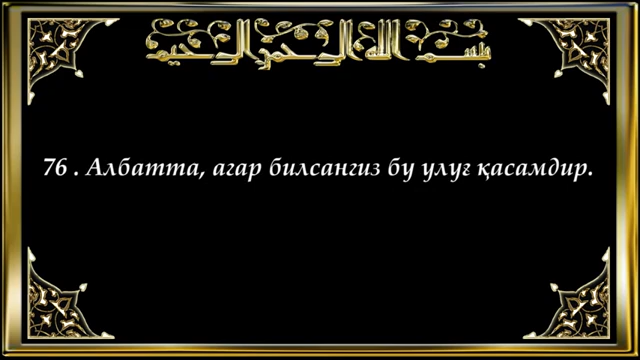 بسم الله الرحمن الرحيم
76 . Албатта, агар билсангиз бу улуғ қасамдир.